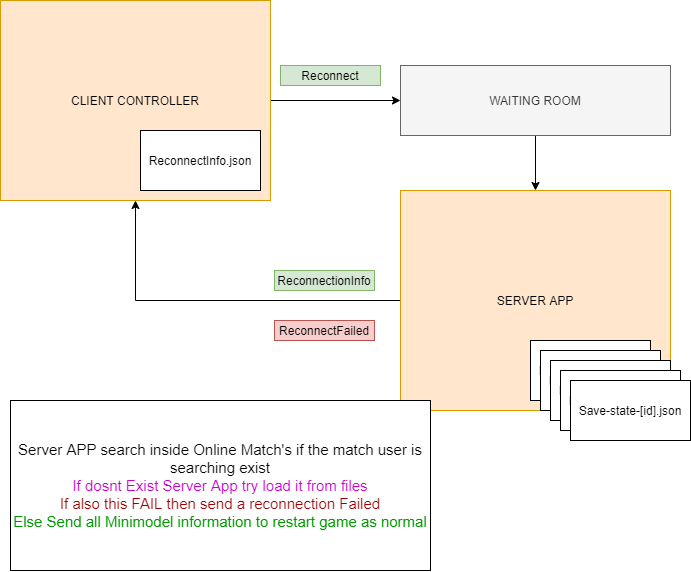 Reconnect
CLIENT CONTROLLER
WAITING ROOM
ReconnectInfo.json
ReconnectionInfo
SERVER APP
ReconnectFailed
Save-state-[id].json
Server APP search inside Online Match's if the match user is
searching exist
If dosnt Exist Server App try load it from files
If also this FAIL then send a reconnection Failed
Else Send all Minimodel information to restart game as normal